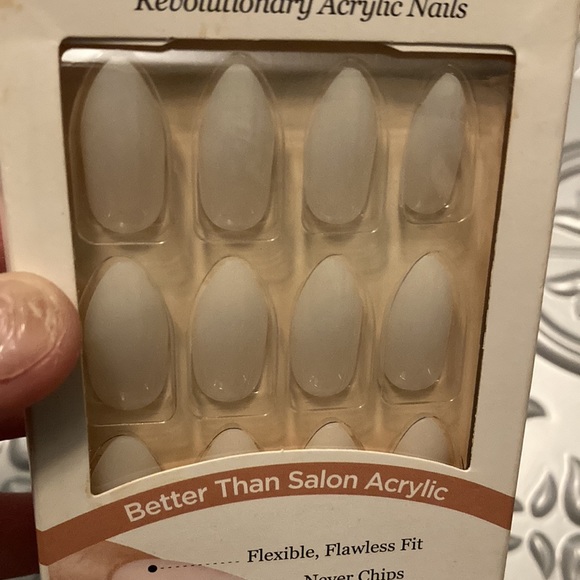 Revolutionary Acrylic Nails
Better Than Salon Acrylic
Flexible, Flawless Fit
Never Chips